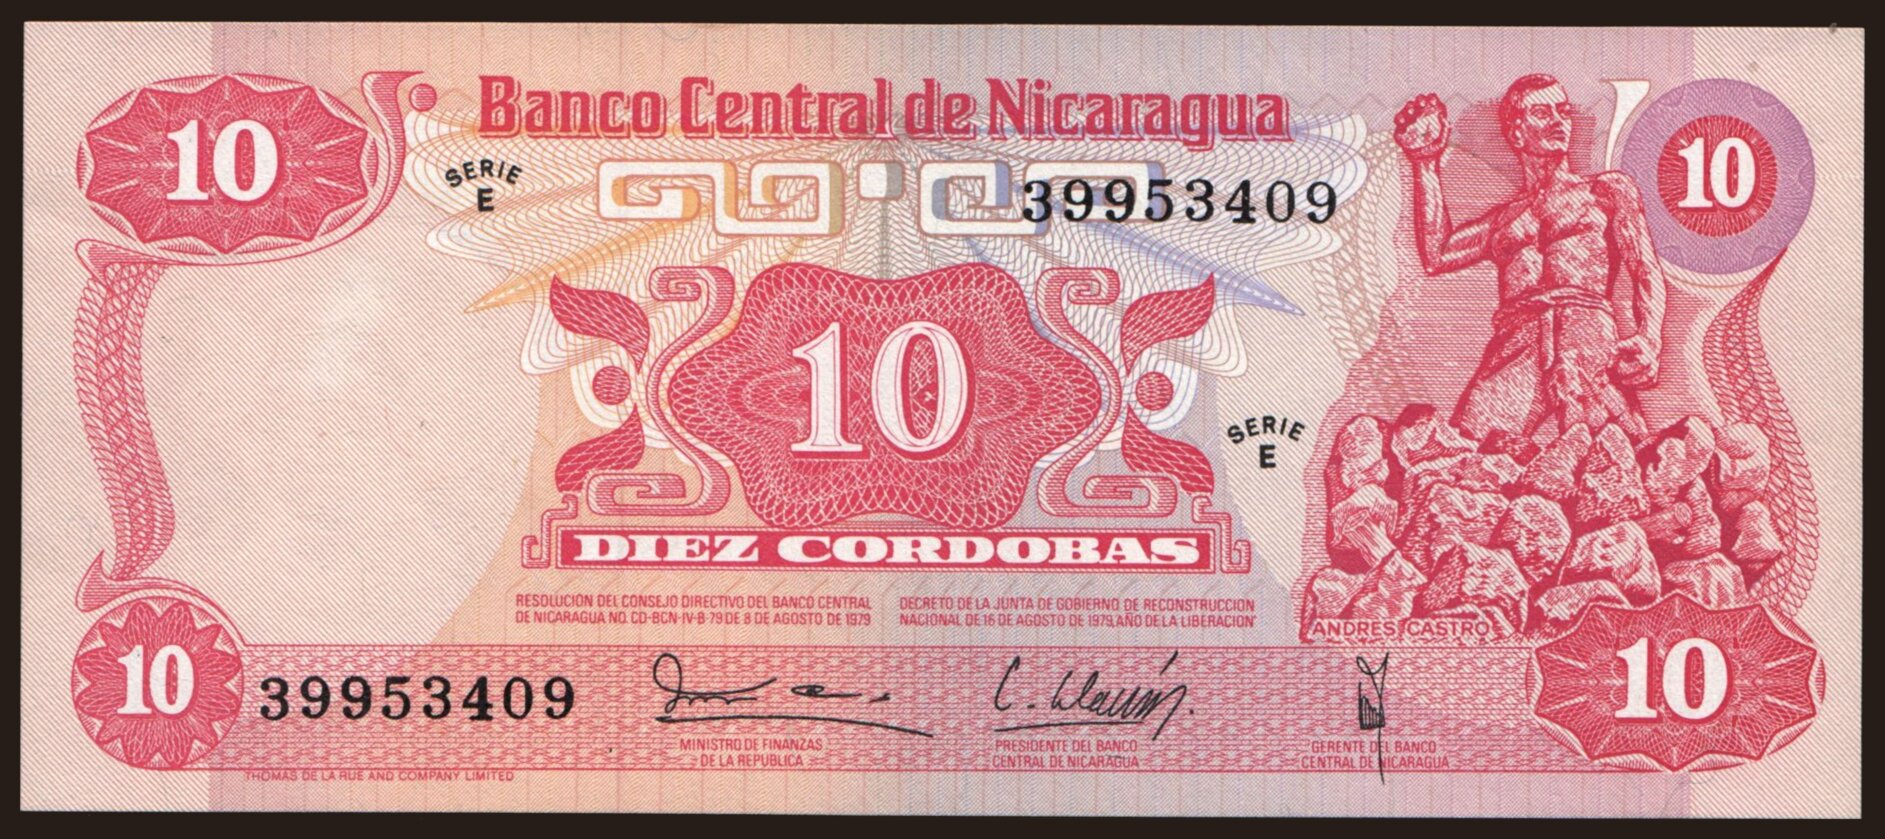 Banco Central de Nicaragua
10
10
SERIE
E
39953409
10
SERIE
E
DIEZ CORDOBAS
RESOLUCION DEL CONSEJO DIRECTIVO DEL BANCO CENTRAL
DE NICARAGUA NO. CD-BCN-IV-B-79 DE 8 DE AGOSTO DE 1979
DECRETO DE LA JUNTA DE GOBIERNO DE RECONSTRUCCION
NACIONAL DE 16 DE AGOSTO DE 1979, AÑO DE LA LIBERACION"
ANDRES CASTRO
10
39953409
10
MINISTRO DE FINANZAS
DE LA REPUBLICA
PRESIDENTE DEL BANCO
CENTRAL DE NICARAGUA
GERENTE DEL BANCO
CENTRAL DE NICARAGUA
THOMAS DE LA RUE AND COMPANY LIMITED